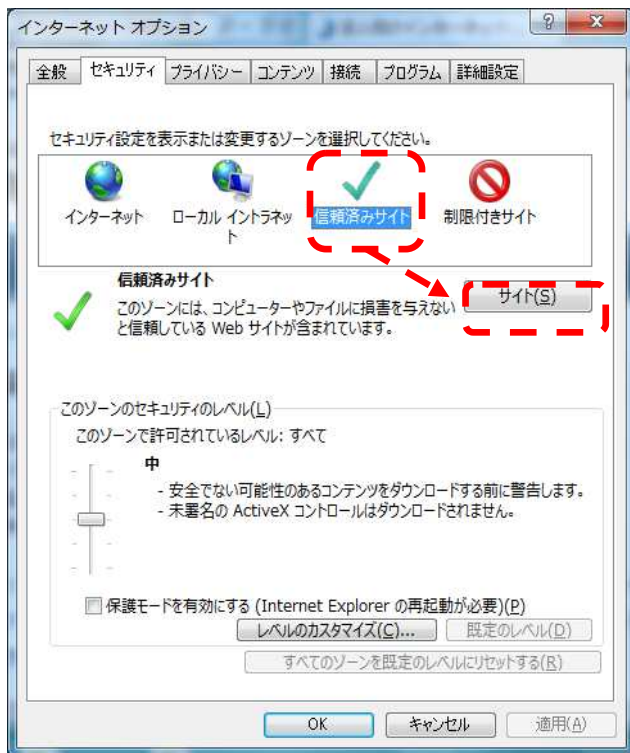 インターネット オプション
全般 セキュリティ プライバシー コンテンツ 接続 プログラム 詳細設定
セキュリティ設定を表示または変更するゾーンを選択してください。
インターネット ローカル イントラネット 信頼済みサイト 制限付きサイト
信頼済みサイト
このゾーンには、コンピューターやファイルに損害を与えない
と信頼している Web サイトが含まれています。
サイト(S)
このゾーンのセキュリティのレベル(L)
このゾーンで許可されているレベル: すべて
中
- 安全でない可能性のあるコンテンツをダウンロードする前に警告します。
- 未署名の ActiveX コントロールはダウンロードされません。
保護モードを有効にする (Internet Explorer の再起動が必要)(P)
レベルのカスタマイズ(C)... 既定のレベル(D)
すべてのゾーンを既定のレベルにリセットする(R)
OK キャンセル 適用(A)